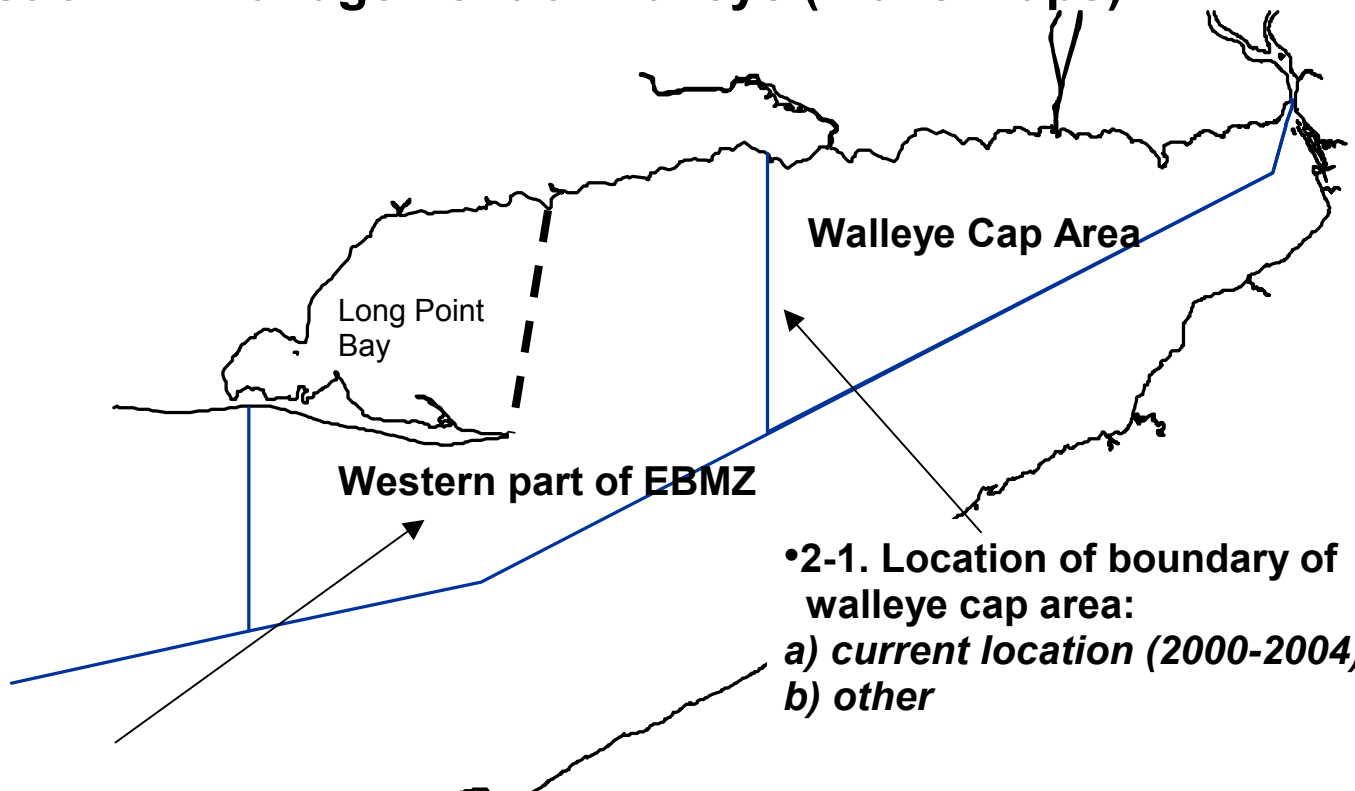 Walleye Cap Area
Long Point
Bay
Western part of EBMZ
•2-1. Location of boundary of
walleye cap area:
a) current location (2000-2004)
b) other